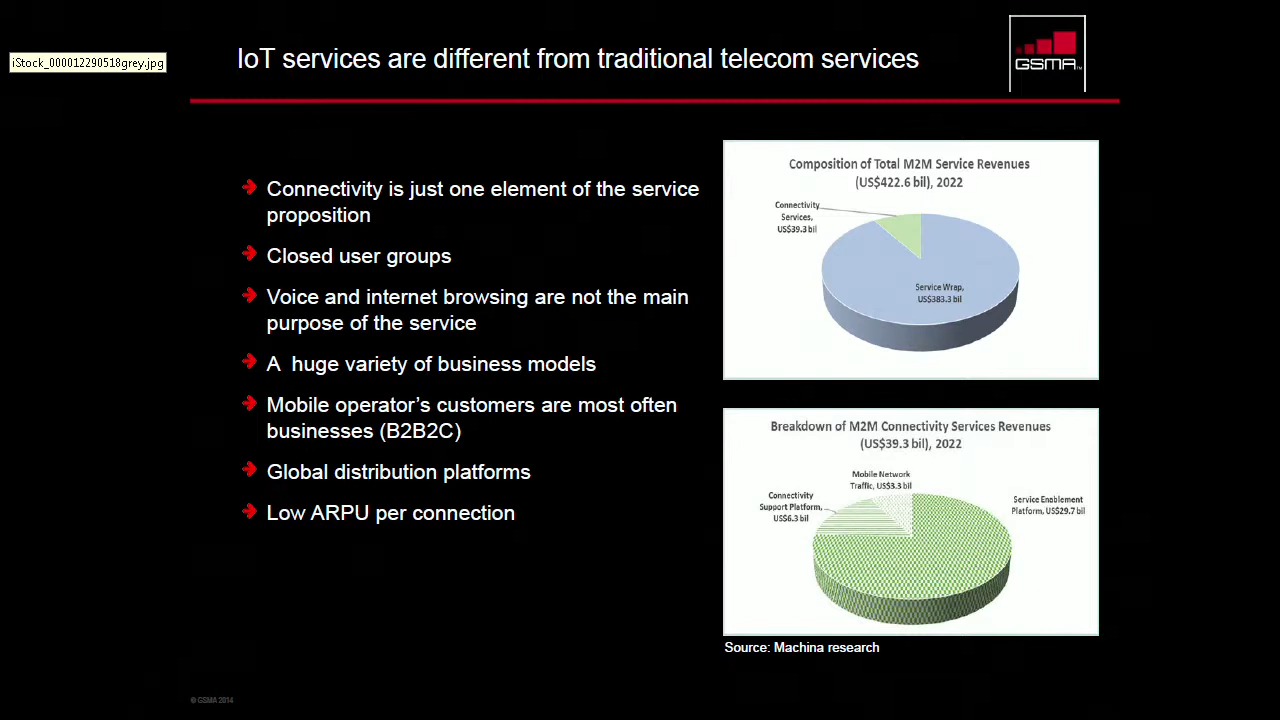 iStock_000012290518grey.jpg
IoT services are different from traditional telecom services
GSMA™
Connectivity is just one element of the service
proposition
Closed user groups
Voice and internet browsing are not the main
purpose of the service
A  huge variety of business models
Mobile operator’s customers are most often
businesses (B2B2C)
Global distribution platforms
Low ARPU per connection
Composition of Total M2M Service Revenues
(US$422.6 bil), 2022
Connectivity
Services,
US$39.3 bil
Service Wrap,
US$383.3 bil
Breakdown of M2M Connectivity Services Revenues
(US$39.3 bil), 2022
Mobile Network
Traffic, US$3.3 bil
Connectivity
Support Platform,
US$6.3 bil
Service Enablement
Platform, US$29.7 bil
Source: Machina research
© GSMA 2014